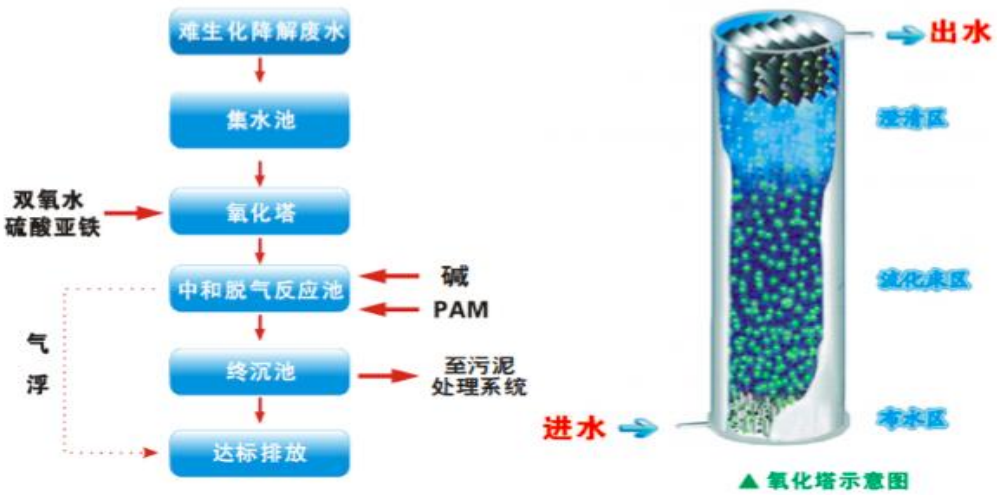 难生化降解废水
集水池
双氧水
硫酸亚铁
氧化塔
中和脱气反应池
碱
PAM
气
浮
终沉池
至污泥
处理系统
达标排放
出水
澄清区
流化床区
布水区
进水
▲ 氧化塔示意图